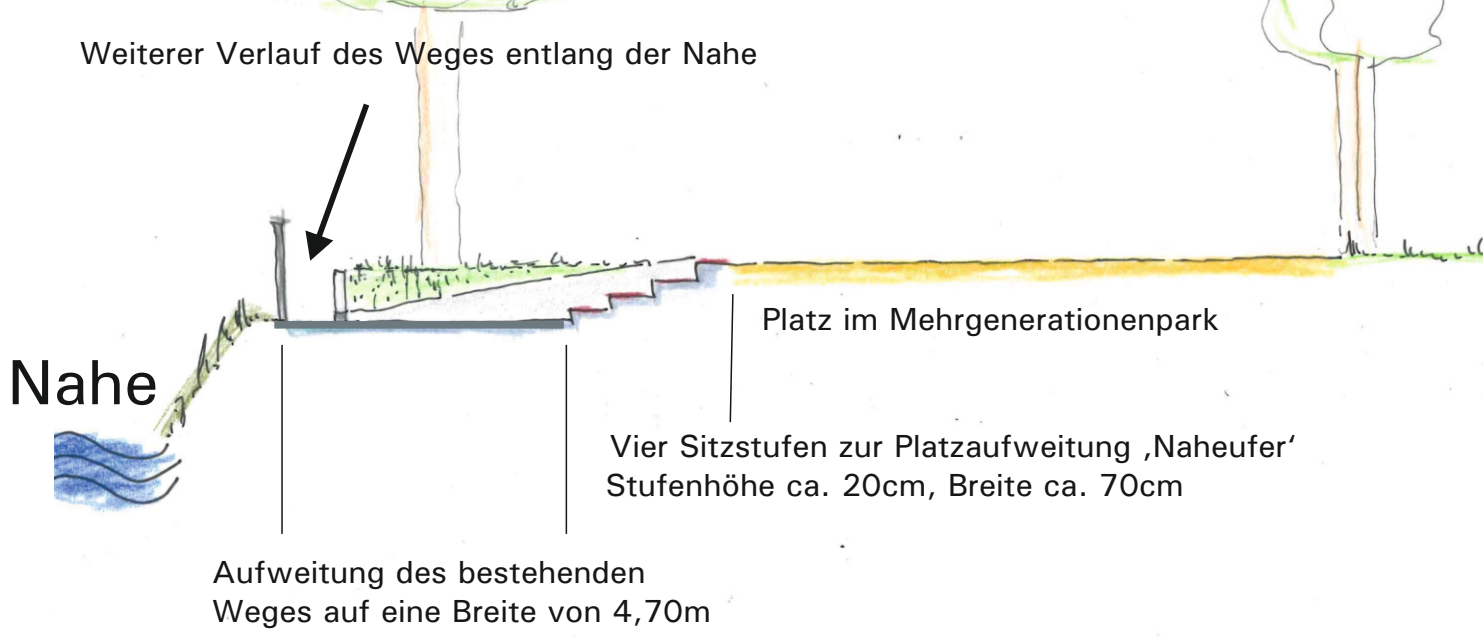 Weiterer Verlauf des Weges entlang der Nahe
Platz im Mehrgenerationenpark
Nahe
Vier Sitzstufen zur Platzaufweitung ‚Naheufer‘
Stufenhöhe ca. 20cm, Breite ca. 70cm
Aufweitung des bestehenden
Weges auf eine Breite von 4,70m